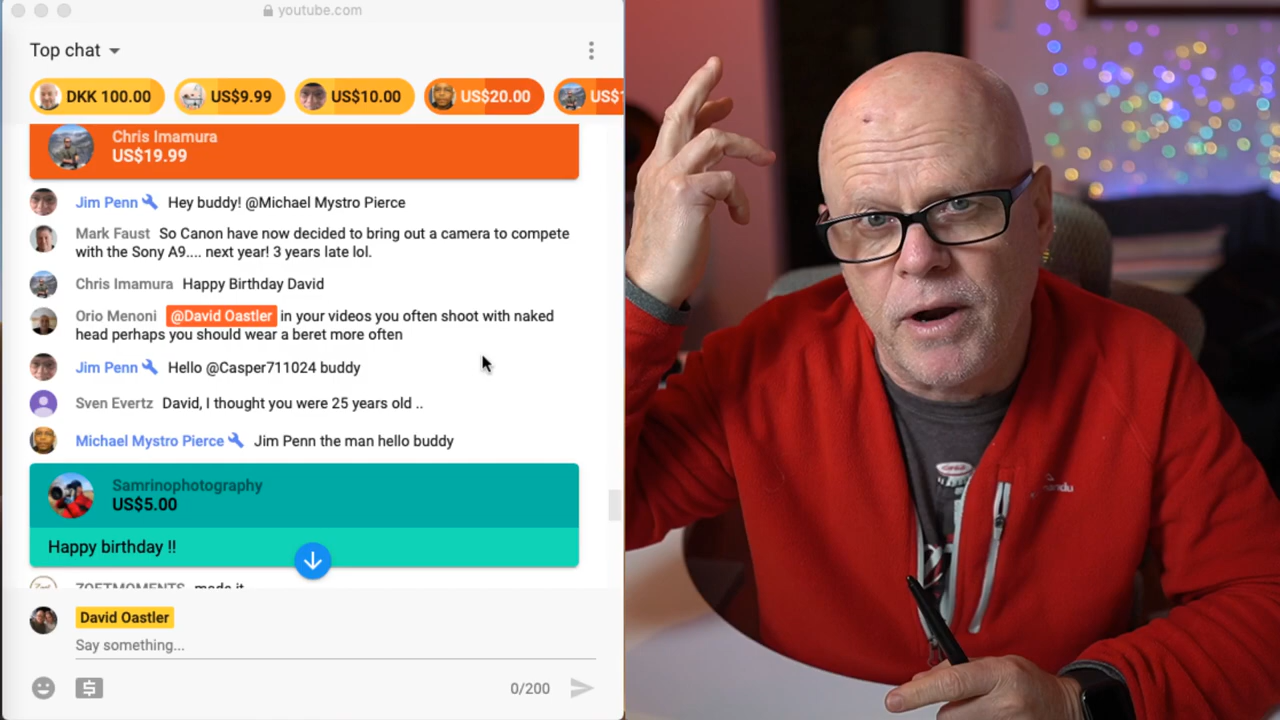 youtube.com
Top chat
DKK 100.00 US$9.99 US$10.00 US$20.00 US$
Chris Imamura
US$19.99
Jim Penn Hey buddy! @Michael Mystro Pierce
Mark Faust So Canon have now decided to bring out a camera to compete
with the Sony A9.... next year! 3 years late lol.
Chris Imamura Happy Birthday David
Orio Menoni @David Oastler in your videos you often shoot with naked
head perhaps you should wear a beret more often
Jim Penn Hello @Casper711024 buddy
Sven Evertz David, I thought you were 25 years old ..
Michael Mystro Pierce Jim Penn the man hello buddy
Samrinophotography
US$5.00
Happy birthday !!
ZOETMOMENTS made it
David Oastler
Say something...
0/200